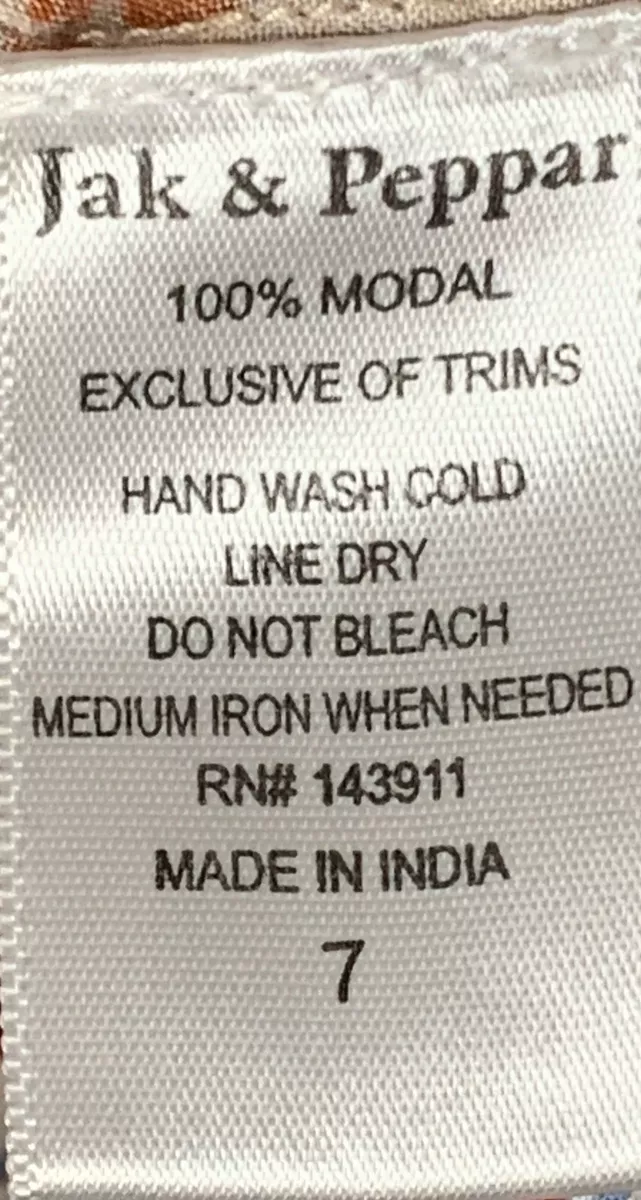 Jak & Peppar
100% MODAL
EXCLUSIVE OF TRIMS
HAND WASH COLD
LINE DRY
DO NOT BLEACH
MEDIUM IRON WHEN NEEDED
RN# 143911
MADE IN INDIA
7